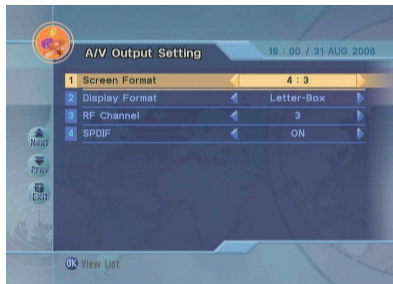 A/V Output Setting
19 : 00 / 31 AUG 2008
1 Screen Format 4 : 3
2 Display Format Letter-Box
3 RF Channel 3
4 SPDIF ON
Next
Prev
Exit
OK View List